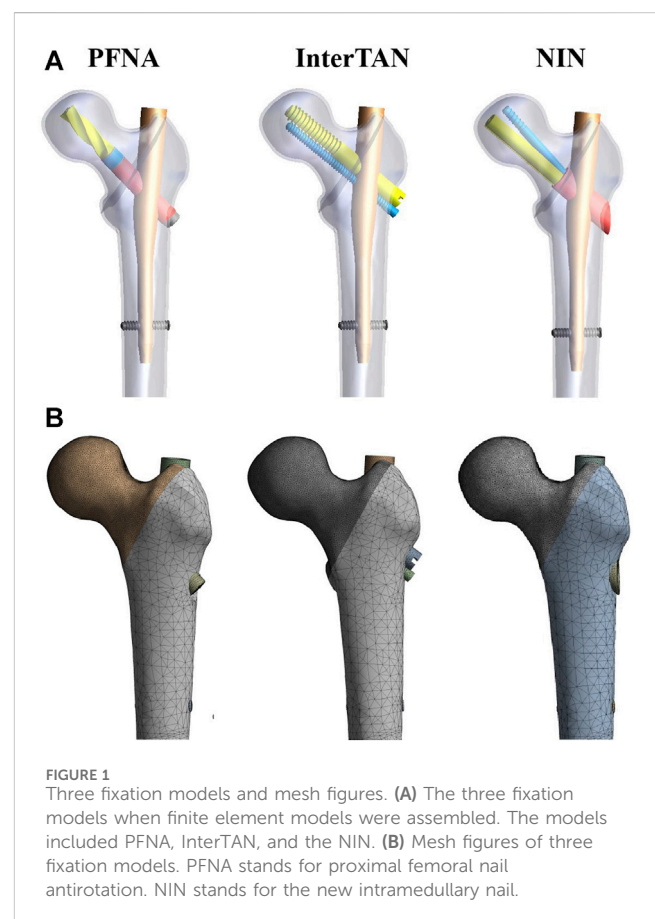 A
PFNA
InterTAN
NIN
B
FIGURE 1
Three fixation models and mesh figures. (A) The three fixation
models when finite element models were assembled. The models
included PFNA, InterTAN, and the NIN. (B) Mesh figures of three
fixation models. PFNA stands for proximal femoral nail
antirotation. NIN stands for the new intramedullary nail.